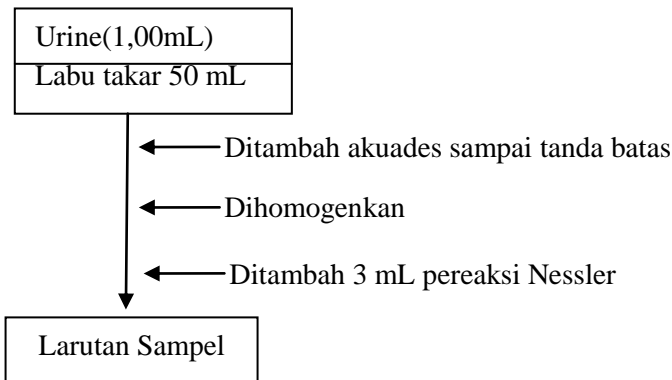 Urine(1,00mL)
Labu takar 50 mL
Ditambah akuades sampai tanda batas
Dihomogenkan
Ditambah 3 mL pereaksi Nessler
Larutan Sampel